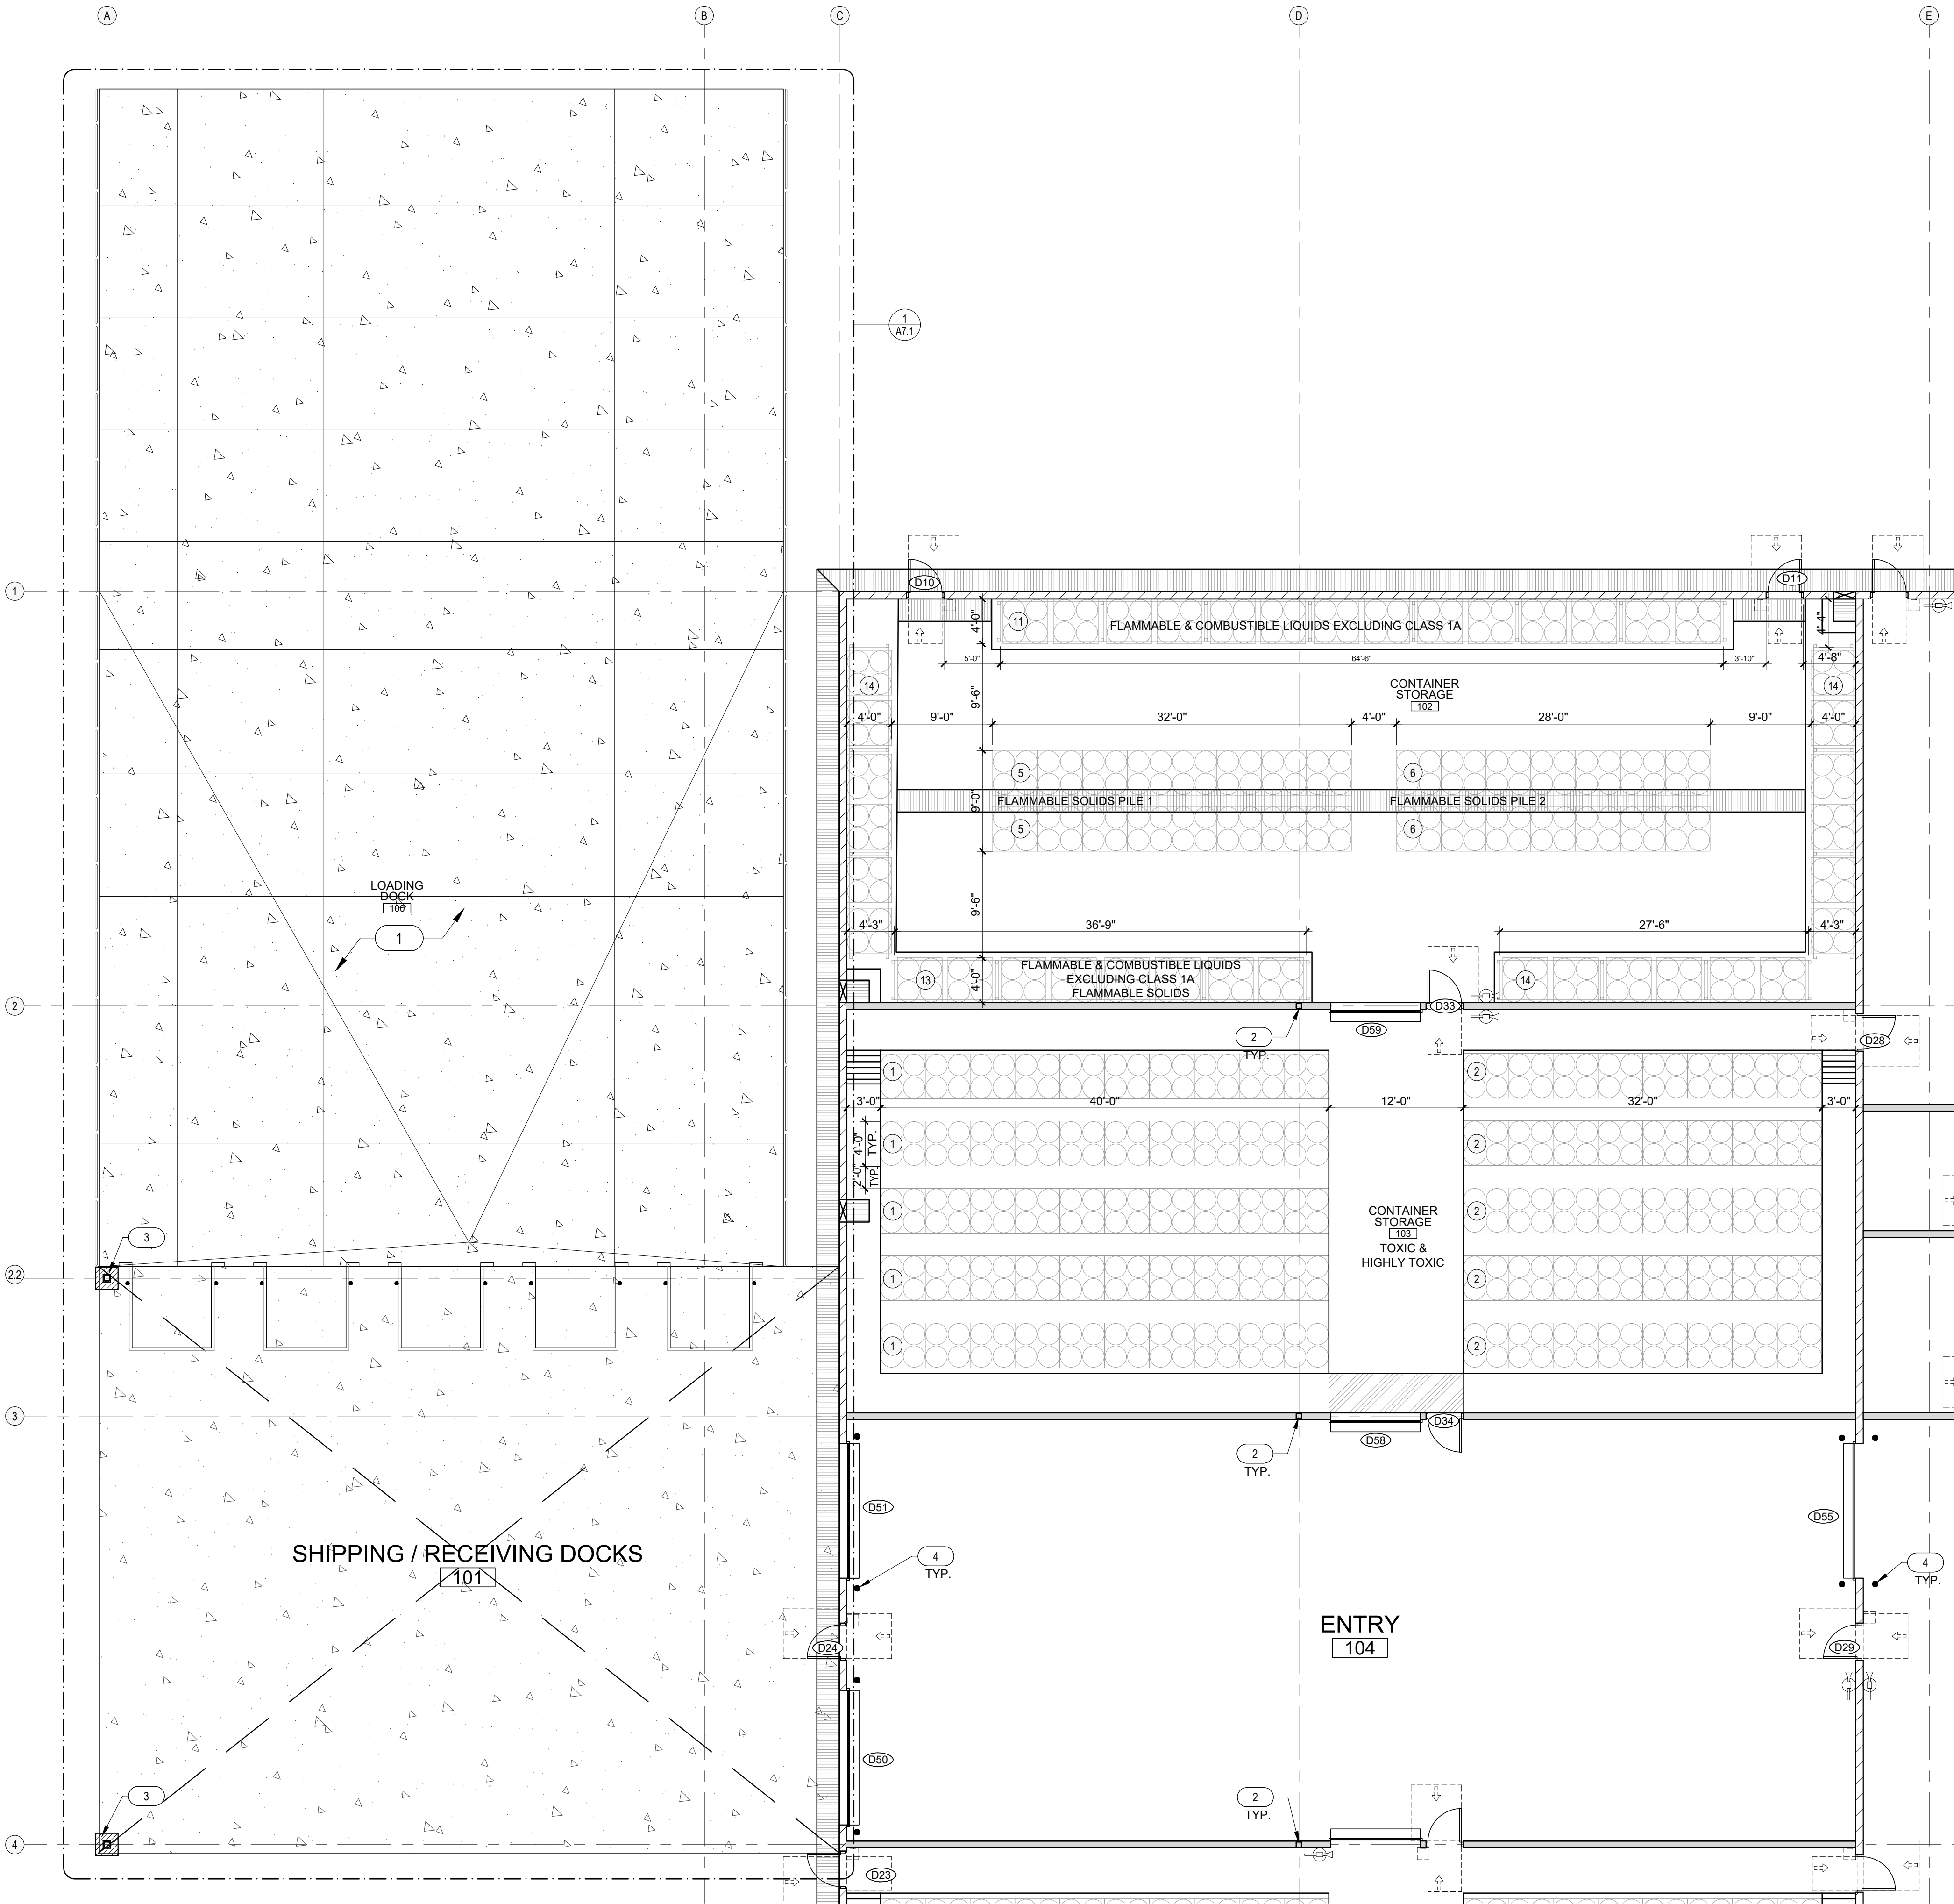 A
B
C
D
E
1
A7.1
1
D10
D11
11
FLAMMABLE & COMBUSTIBLE LIQUIDS EXCLUDING CLASS 1A
4'-0"
4'-4"
5'-0"
64'-6"
3'-10"
4'-8"
14
CONTAINER
STORAGE
102
14
9'-6"
4'-0"
9'-0"
32'-0"
4'-0"
28'-0"
9'-0"
4'-0"
5
6
9'-0"
FLAMMABLE SOLIDS PILE 1
FLAMMABLE SOLIDS PILE 2
5
6
LOADING
DOCK
100
1
9'-6"
4'-3"
36'-9"
27'-6"
4'-3"
13
FLAMMABLE & COMBUSTIBLE LIQUIDS
EXCLUDING CLASS 1A
FLAMMABLE SOLIDS
4'-0"
14
2
D33
D59
2
TYP.
D28
1
2
3'-0"
40'-0"
12'-0"
32'-0"
3'-0"
4'-0"
TYP.
2'-0"
TYP.
1
2
1
2
CONTAINER
STORAGE
103
TOXIC &
HIGHLY TOXIC
3
2.2
1
2
1
2
3
D34
D58
2
TYP.
D51
D55
SHIPPING / RECEIVING DOCKS
101
4
TYP.
4
TYP.
ENTRY
104
D24
D29
D50
3
2
TYP.
4
D23